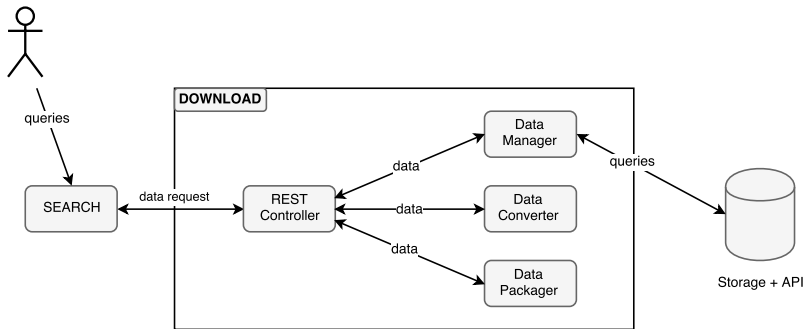 DOWNLOAD
Data
Manager
queries
data
queries
data request
SEARCH
REST
Controller
data
Data
Converter
data
Data
Packager
Storage + API